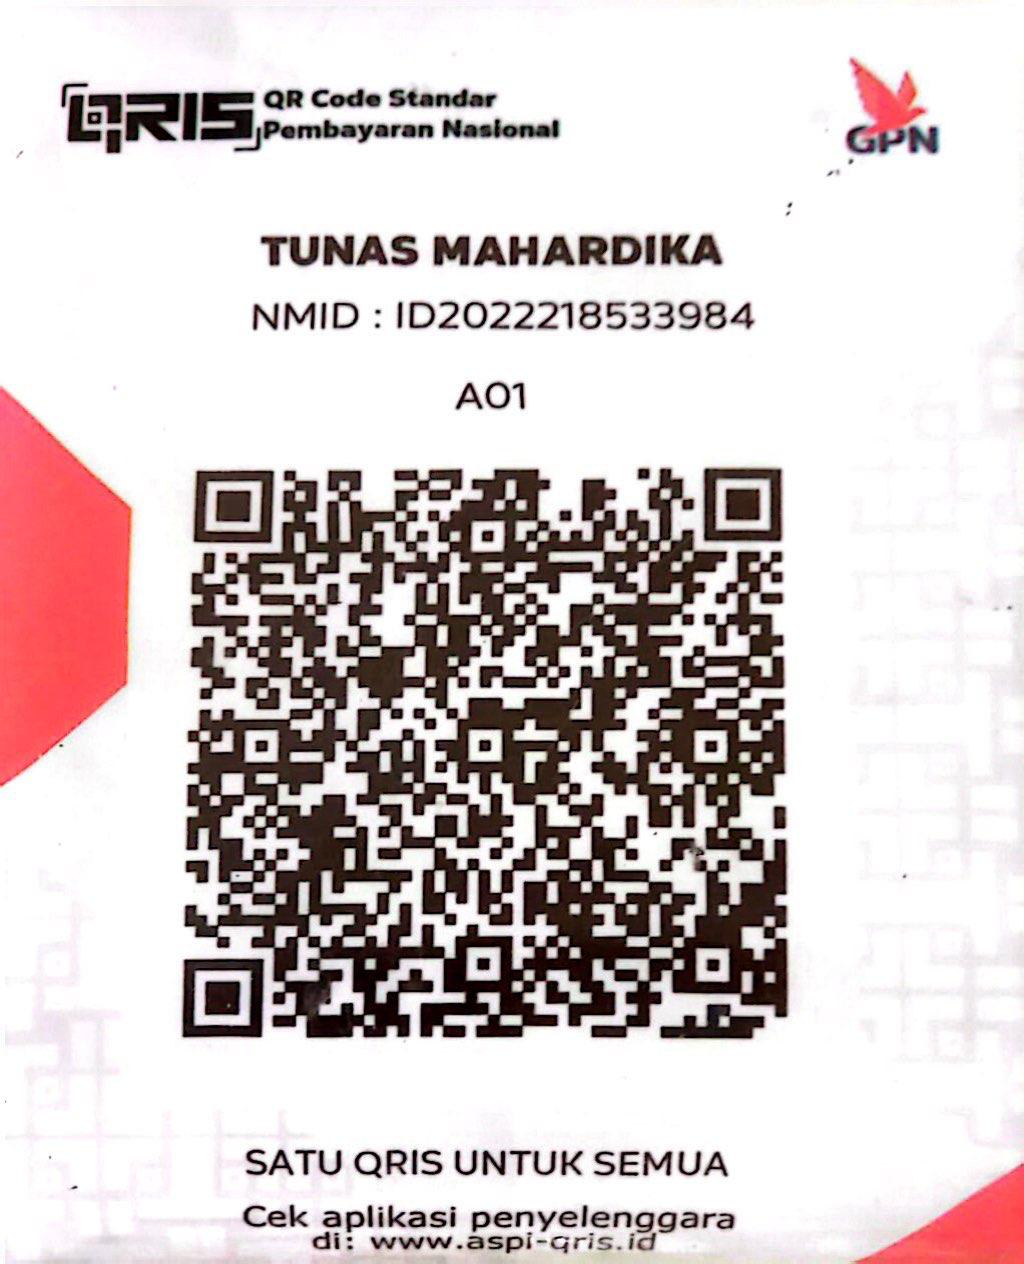 QRIS QR Code Standar
Pembayaran Nasional
GPN
TUNAS MAHARDIKA
NMID : ID2022218533984
A01
SATU QRIS UNTUK SEMUA
Cek aplikasi penyelenggara
di: www.aspi-qris.id